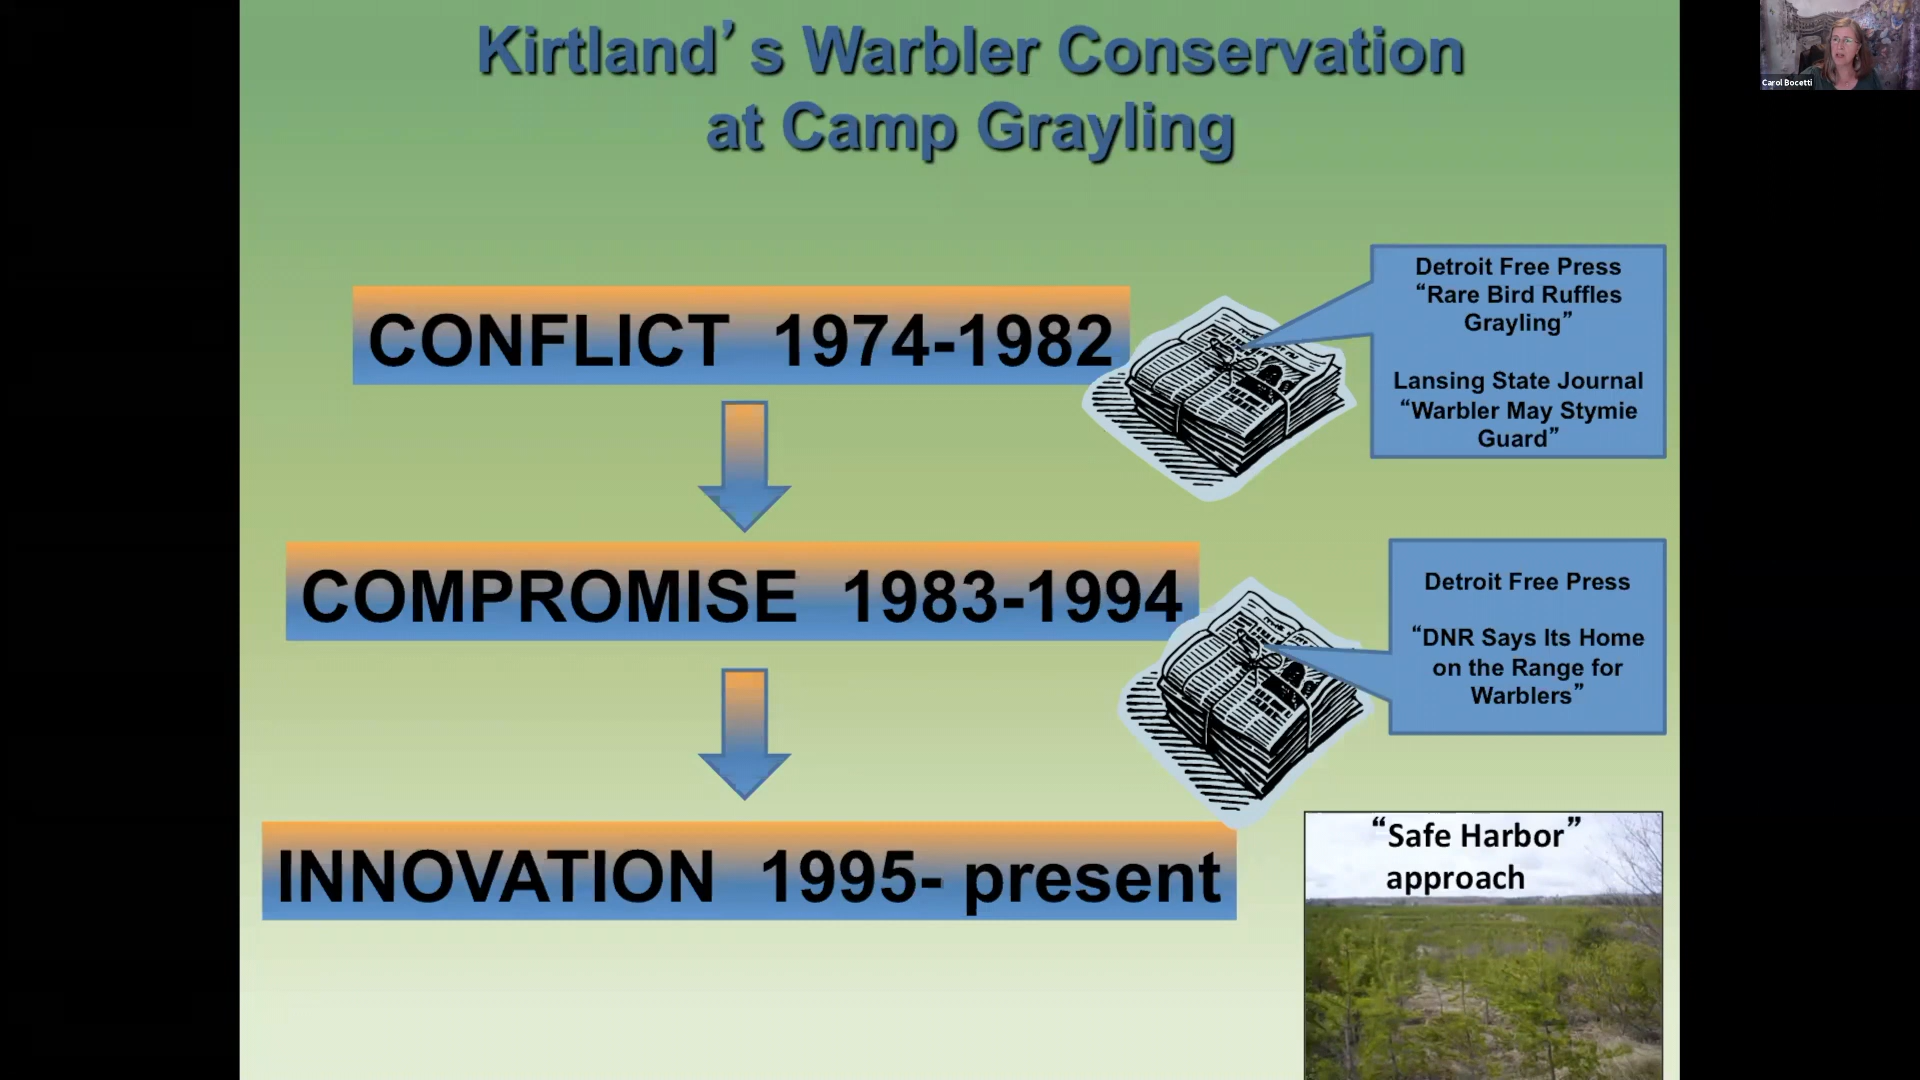 Kirtland’s Warbler Conservation
at Camp Grayling
CONFLICT 1974-1982
Detroit Free Press
“Rare Bird Ruffles
Grayling”
Lansing State Journal
“Warbler May Stymie
Guard”
COMPROMISE 1983-1994
Detroit Free Press
“DNR Says Its Home
on the Range for
Warblers”
INNOVATION 1995- present
“Safe Harbor”
approach
Carol Bocetti